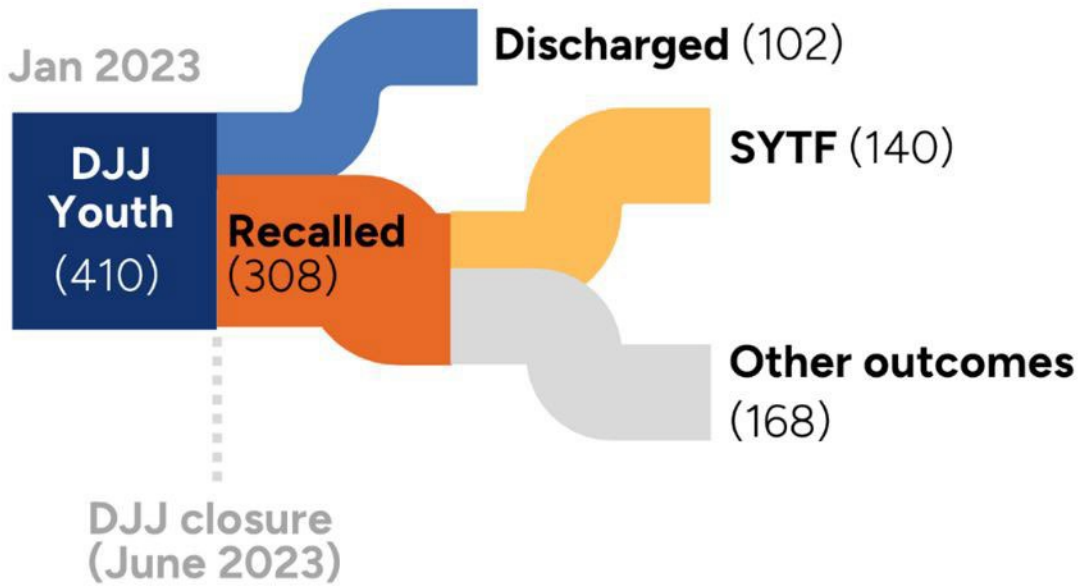 Jan 2023
DJJ
Youth
(410)
Discharged (102)
Recalled
(308)
SYTF (140)
Other outcomes
(168)
DJJ closure
(June 2023)